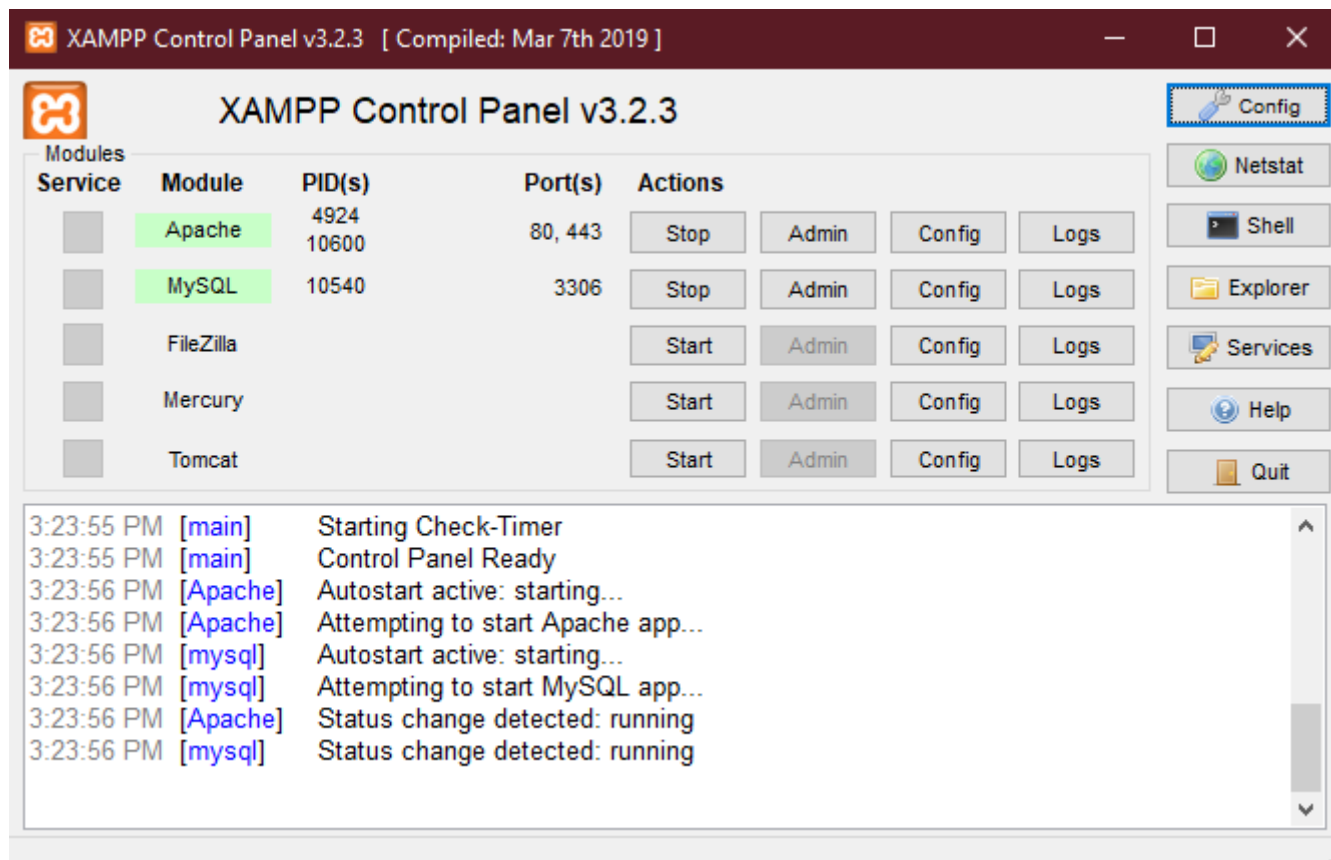 XAMPP Control Panel v3.2.3 [ Compiled: Mar 7th 2019 ]
XAMPP Control Panel v3.2.3
Config
Modules
Netstat
Service Module PID(s) Port(s) Actions
Apache 4924 10600 80, 443 Stop Admin Config Logs
Shell
MySQL 10540 3306 Stop Admin Config Logs
Explorer
FileZilla Start Admin Config Logs
Services
Mercury Start Admin Config Logs
Help
Tomcat Start Admin Config Logs
Quit
3:23:55 PM [main] Starting Check-Timer
3:23:55 PM [main] Control Panel Ready
3:23:56 PM [Apache] Autostart active: starting...
3:23:56 PM [Apache] Attempting to start Apache app...
3:23:56 PM [mysql] Autostart active: starting...
3:23:56 PM [mysql] Attempting to start MySQL app...
3:23:56 PM [Apache] Status change detected: running
3:23:56 PM [mysql] Status change detected: running